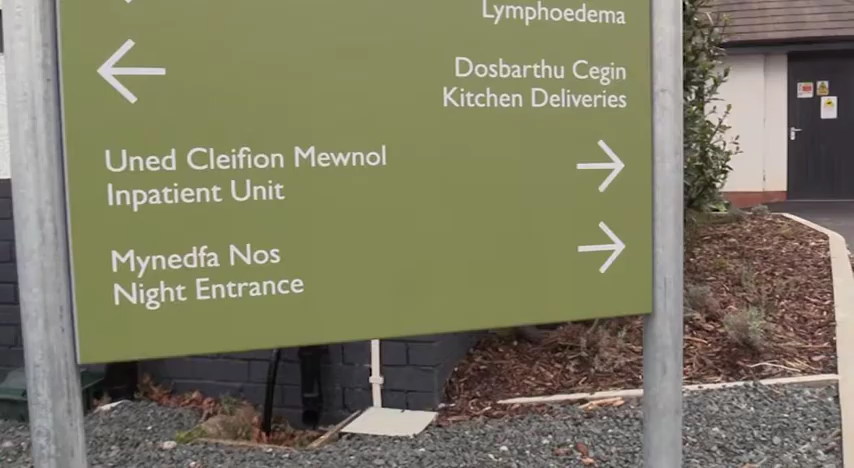 Lymphoedema
Dosbarthu Cegin
Kitchen Deliveries
Uned Cleifion Mewnol
Inpatient Unit
Mynedfa Nos
Night Entrance